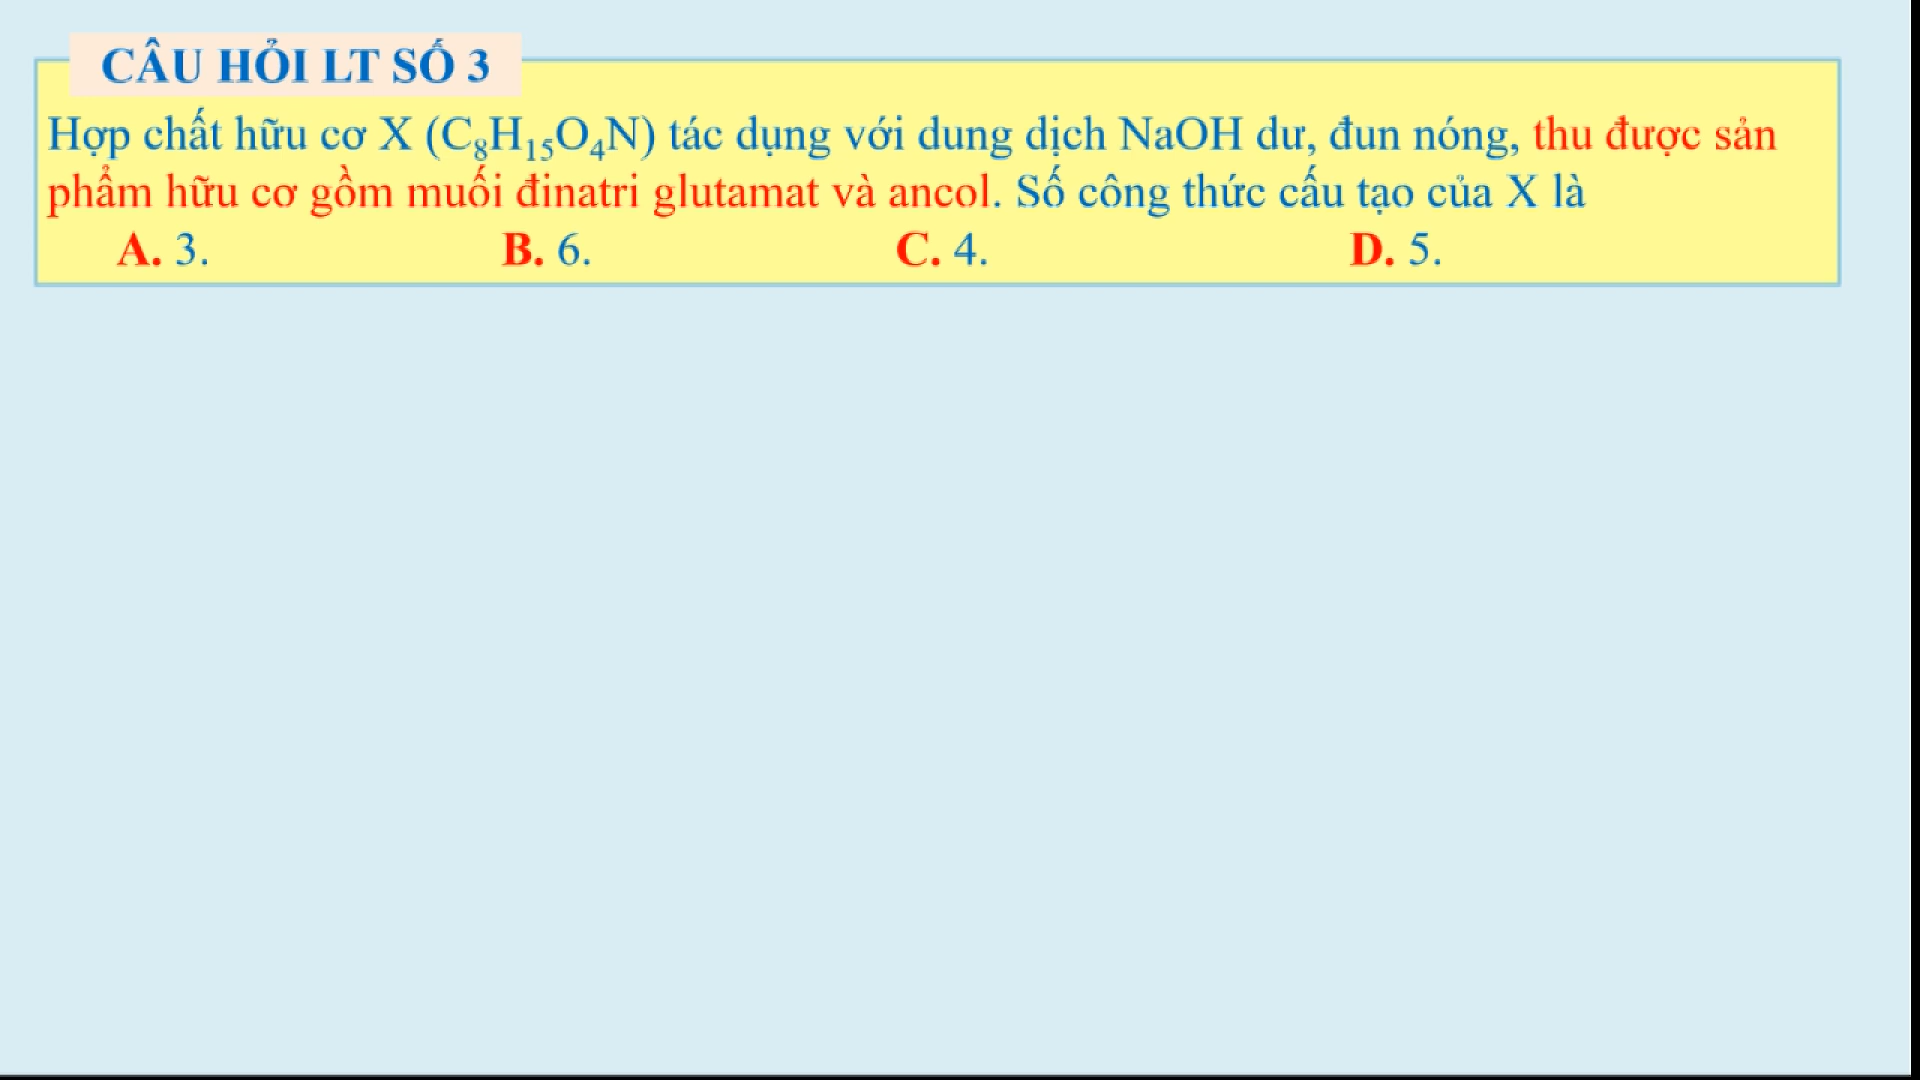 CÂU HỎI LT SỐ 3
Hợp chất hữu cơ X (C₈H₁₅O₄N) tác dụng với dung dịch NaOH dư, đun nóng, thu được sản
phẩm hữu cơ gồm muối đinatri glutamat và ancol. Số công thức cấu tạo của X là
A. 3. B. 6. C. 4. D. 5.